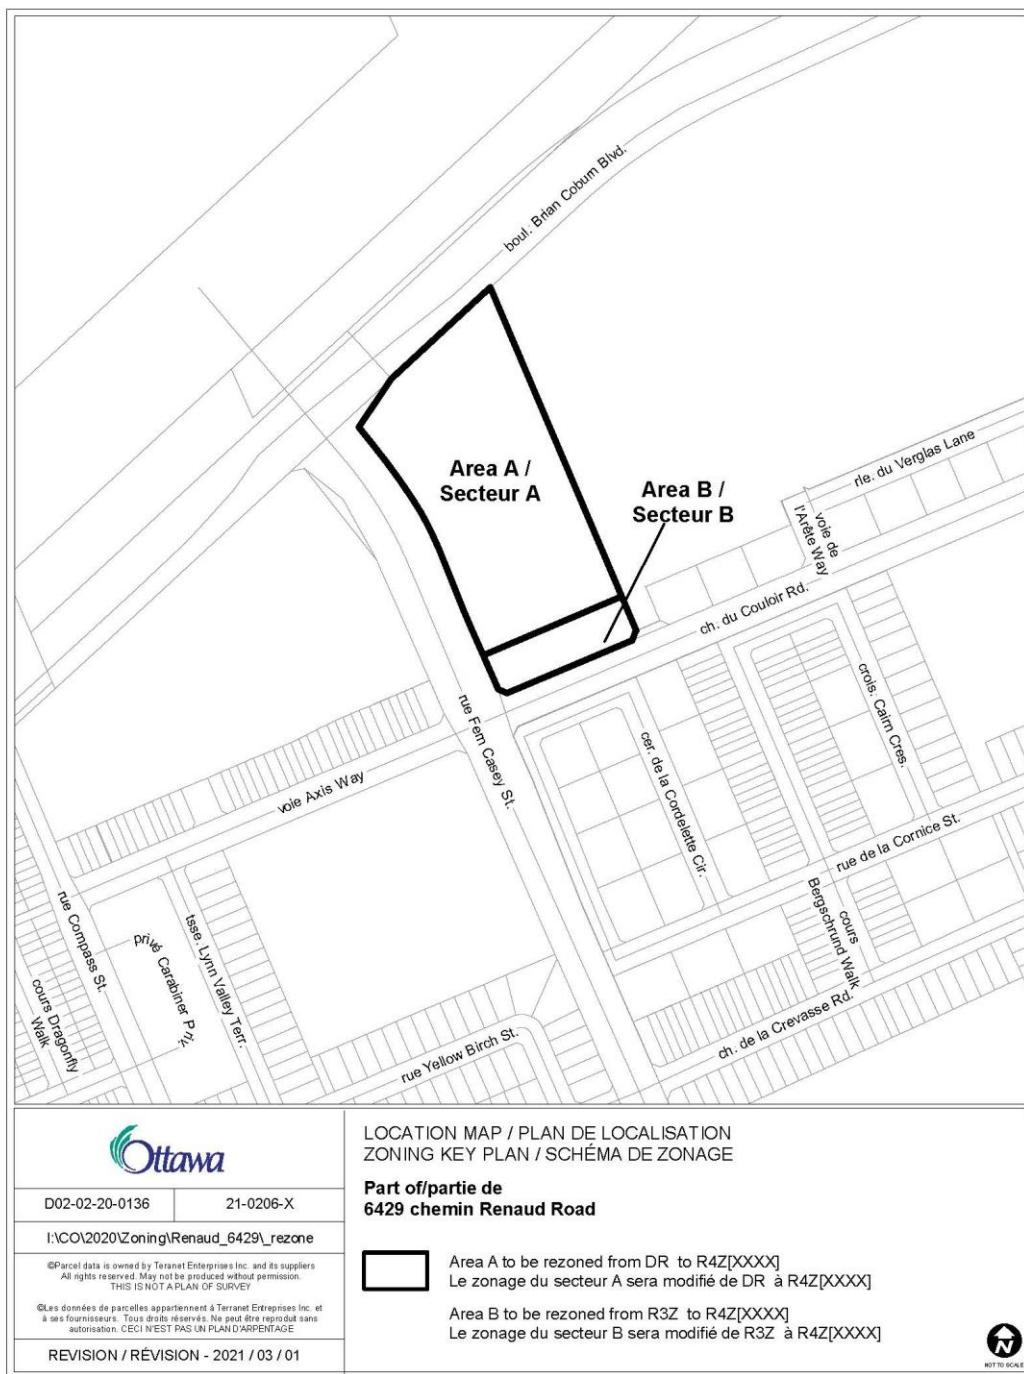 boul. Brian Coburn Blvd.
Area A /
Secteur A
Area B /
Secteur B
rle. du Verglas Lane
voie de
l'Arête Way
ch. du Couloir Rd.
crois. Cairn Cres.
rue Fern Casey St.
cer. de la Cordelette Cir.
voie Axis Way
rue de la Cornice St.
cours
Bergschrund Walk
rue Compass St.
privé Carabiner Priv.
tsse. Lynn Valley Terr.
cours Dragonfly
Walk
rue Yellow Birch St.
ch. de la Crevasse Rd.
Ottawa
D02-02-20-0136
21-0206-X
I:\CO\2020\Zoning\Renaud_6429\_rezone
©Parcel data is owned by Teranet Enterprises Inc. and its suppliers
All rights reserved. May not be produced without permission.
THIS IS NOT A PLAN OF SURVEY
©Les données de parcelles appartiennent à Terranet Entreprises Inc. et
à ses fournisseurs. Tous droits réservés. Ne peut être reproduit sans
autorisation. CECI N'EST PAS UN PLAN D'ARPENTAGE
REVISION / RÉVISION - 2021 / 03 / 01
LOCATION MAP / PLAN DE LOCALISATION
ZONING KEY PLAN / SCHÉMA DE ZONAGE
Part of/partie de
6429 chemin Renaud Road
Area A to be rezoned from DR to R4Z[XXXX]
Le zonage du secteur A sera modifié de DR à R4Z[XXXX]
Area B to be rezoned from R3Z to R4Z[XXXX]
Le zonage du secteur B sera modifié de R3Z à R4Z[XXXX]
N
NOT TO SCALE